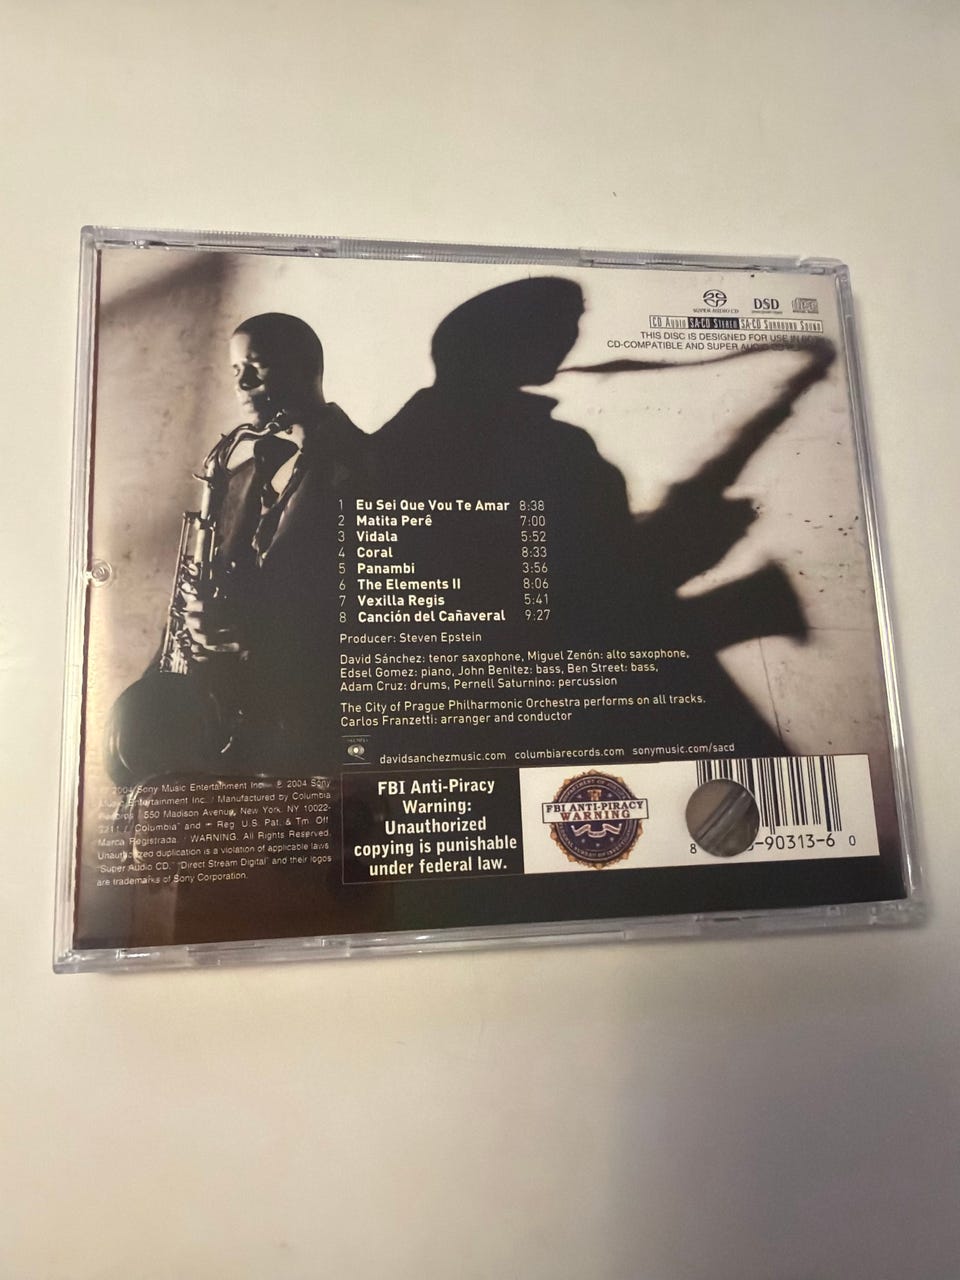 SUPER AUDIO CD DSD
CD Audio SA-CD Stereo SA-CD Surround Sound
THIS DISC IS DESIGNED FOR USE IN
CD-COMPATIBLE AND SUPER AUDIO CD
1 Eu Sei Que Vou Te Amar 8:38
2 Matita Perê 7:00
3 Vidala 5:52
4 Coral 8:33
5 Panambi 3:56
6 The Elements II 8:06
7 Vexilla Regis 5:41
8 Canción del Cañaveral 9:27
Producer: Steven Epstein
David Sánchez: tenor saxophone, Miguel Zenón: alto saxophone,
Edsel Gomez: piano, John Benitez: bass, Ben Street: bass,
Adam Cruz: drums, Pernell Saturnino: percussion
The City of Prague Philharmonic Orchestra performs on all tracks.
Carlos Franzetti: arranger and conductor
davidsanchezmusic.com columbiarecords.com sonymusic.com/sacd
© 2004 Sony Music Entertainment Inc. ℗ 2004 Sony
Music Entertainment Inc. / Manufactured by Columbia
Records / 550 Madison Avenue, New York, NY 10022-
3211 / "Columbia" and Reg. U.S. Pat. & Tm. Off.
Marca Registrada. / WARNING: All Rights Reserved.
Unauthorized duplication is a violation of applicable laws.
"Super Audio CD," "Direct Stream Digital" and their logos
are trademarks of Sony Corporation.
FBI Anti-Piracy
Warning:
Unauthorized
copying is punishable
under federal law.
FBI ANTI-PIRACY
WARNING
8 -90313-6 0